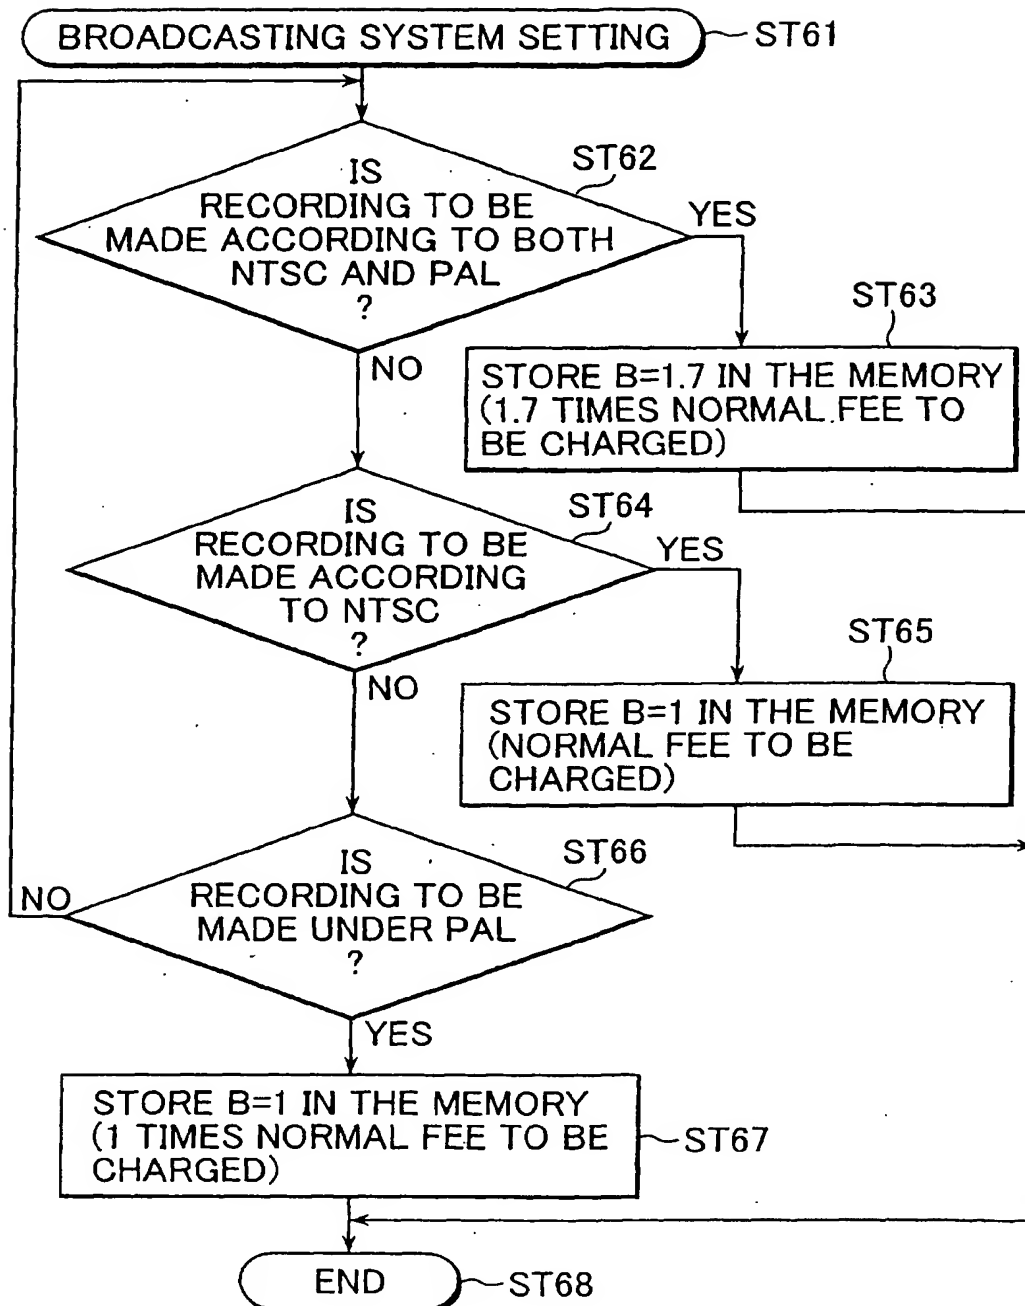 BROADCASTING SYSTEM SETTING
ST61
IS
RECORDING TO BE
MADE ACCORDING TO BOTH
NTSC AND PAL
?
ST62
YES
NO
ST63
STORE B=1.7 IN THE MEMORY
(1.7 TIMES NORMAL FEE TO
BE CHARGED)
IS
RECORDING TO BE
MADE ACCORDING
TO NTSC
?
ST64
YES
NO
ST65
STORE B=1 IN THE MEMORY
(NORMAL FEE TO BE
CHARGED)
IS
RECORDING TO BE
MADE UNDER PAL
?
ST66
NO
YES
STORE B=1 IN THE MEMORY
(1 TIMES NORMAL FEE TO BE
CHARGED)
ST67
END
ST68